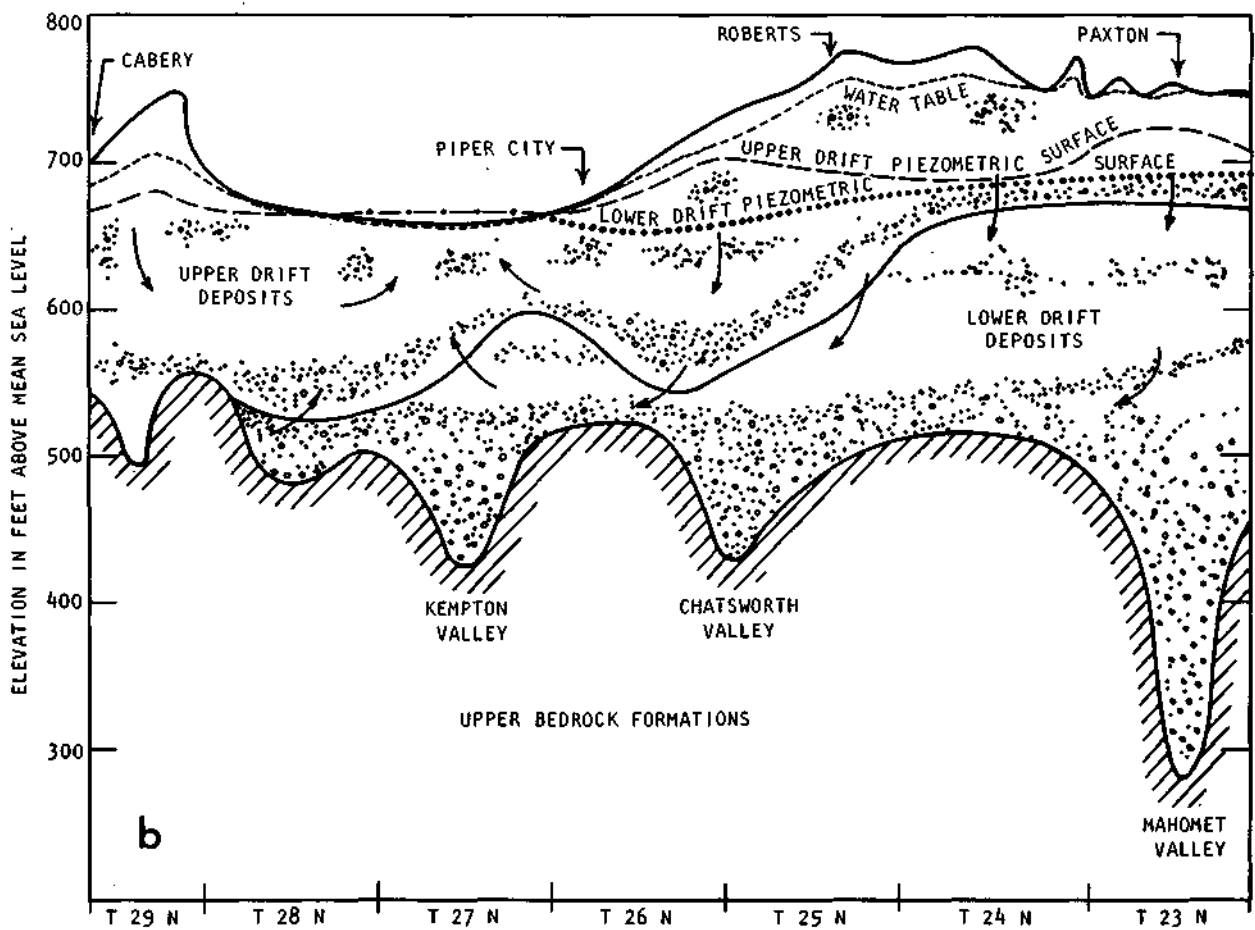 800
700
600
500
400
300
ELEVATION IN FEET ABOVE MEAN SEA LEVEL
CABERY
PIPER CITY
ROBERTS
PAXTON
WATER TABLE
UPPER DRIFT PIEZOMETRIC SURFACE
LOWER DRIFT PIEZOMETRIC SURFACE
UPPER DRIFT
DEPOSITS
LOWER DRIFT
DEPOSITS
KEMPTON
VALLEY
CHATSWORTH
VALLEY
UPPER BEDROCK FORMATIONS
MAHOMET
VALLEY
b
T 29 N
T 28 N
T 27 N
T 26 N
T 25 N
T 24 N
T 23 N